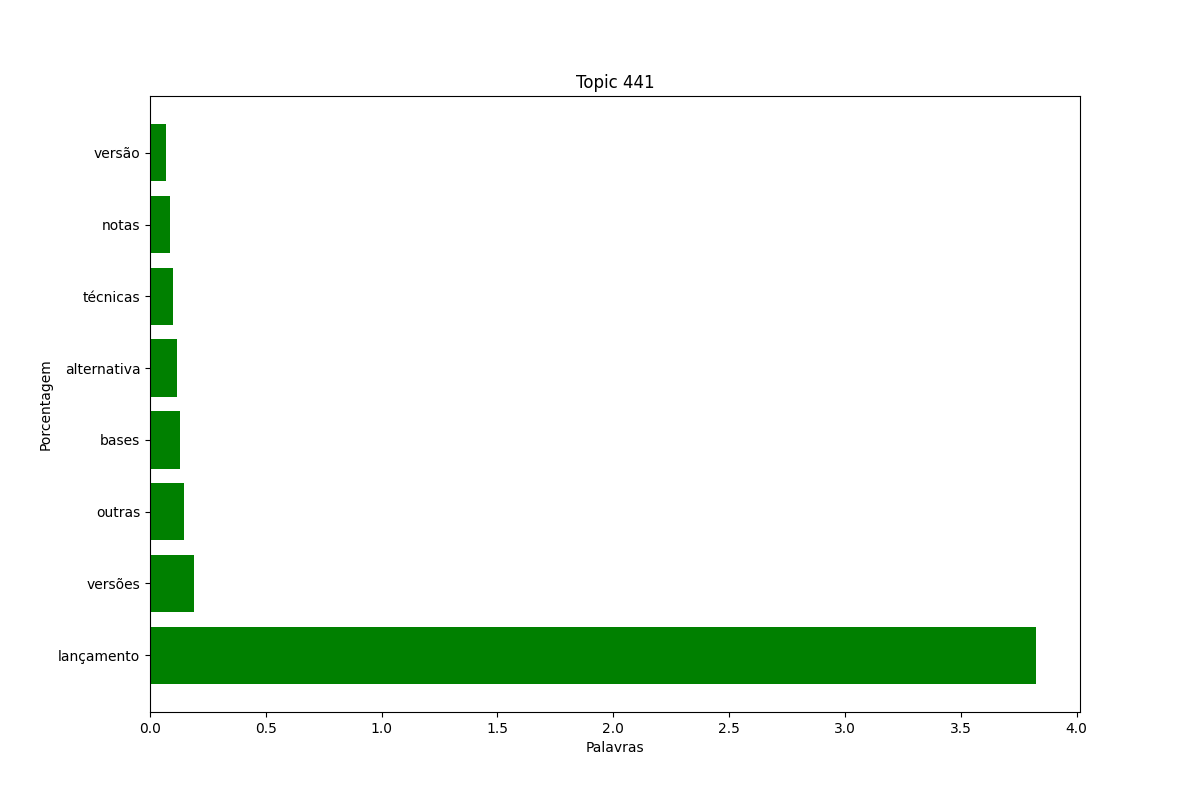 Topic 441
versão
notas
técnicas
alternativa
bases
outras
versões
lançamento
Porcentagem
0.0 0.5 1.0 1.5 2.0 2.5 3.0 3.5 4.0
Palavras